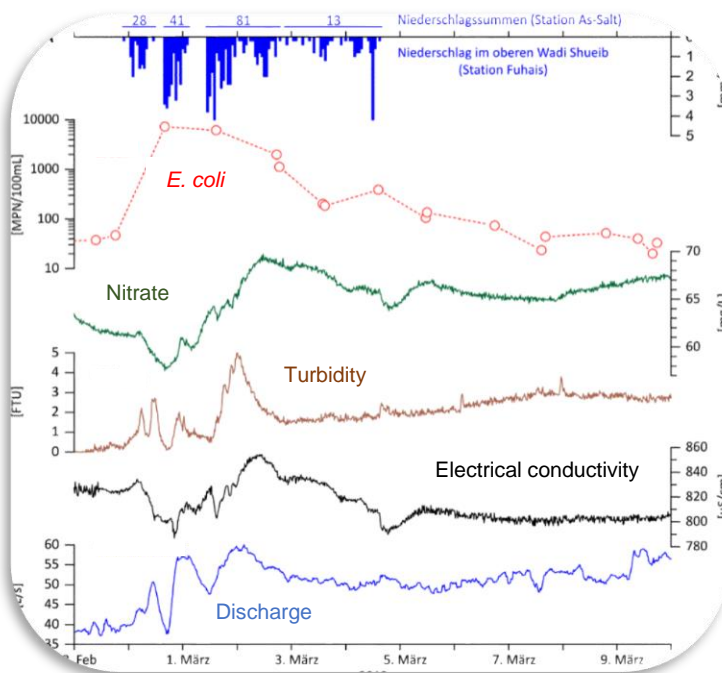 28 41 81 13 Niederschlagssummen (Station As-Salt)
Niederschlag im oberen Wadi Shueib
(Station Fuhais)
0
1
2
3
4
5
10000
1000
100
10
[MPN/100mL]
E. coli
70
65
60
Nitrate
5
4
3
2
1
0
[FTU]
Turbidity
860
840
820
800
780
Electrical conductivity
60
55
50
45
40
35
Discharge
Feb 1. März 3. März 5. März 7. März 9. März